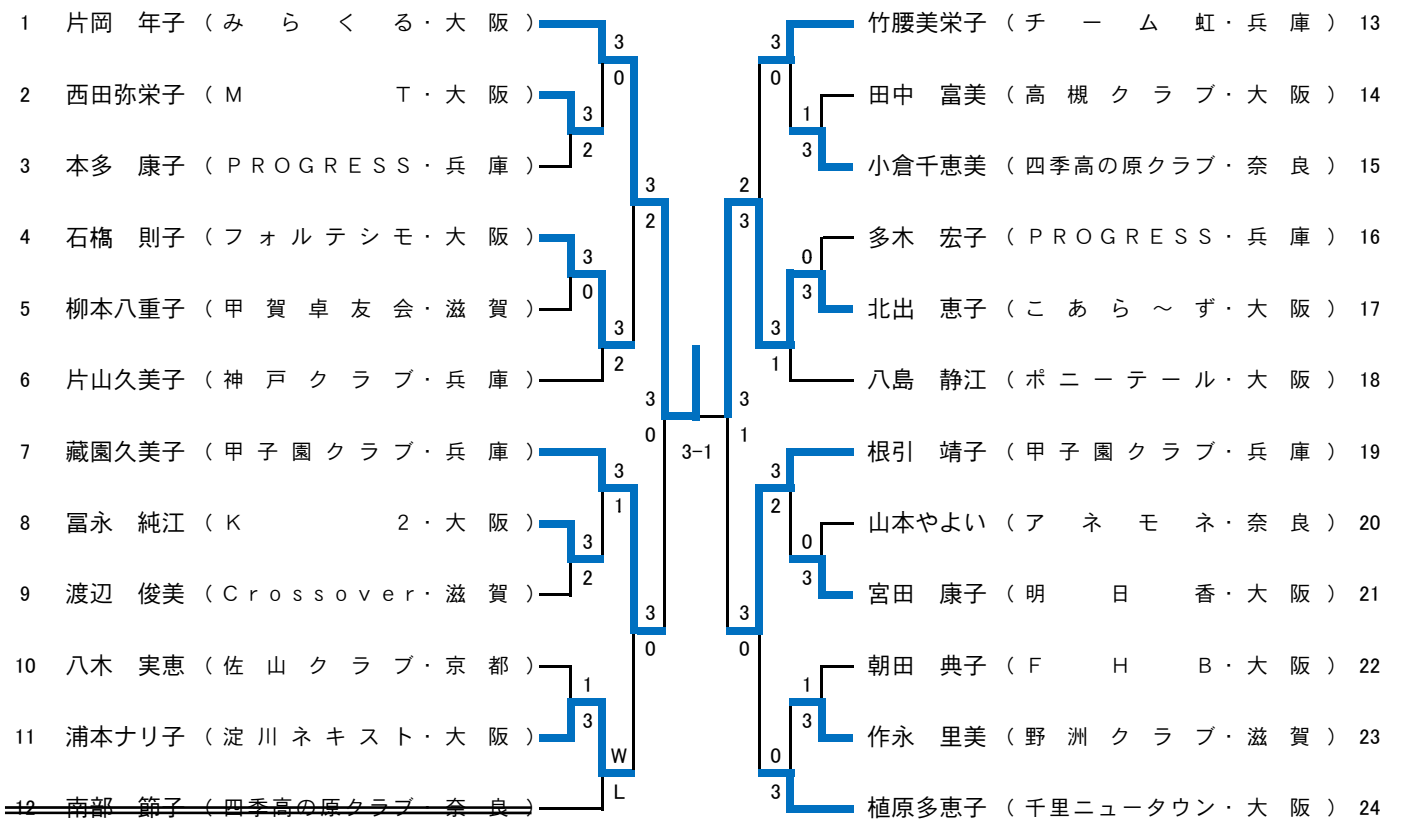 1 片岡 年子 (みらくる・大阪)
2 西田弥栄子 (MT・大阪)
3 本多 康子 (PROGRESS・兵庫)
4 石橋 則子 (フォルテシモ・大阪)
5 柳本八重子 (甲賀卓友会・滋賀)
6 片山久美子 (神戸クラブ・兵庫)
7 藏園久美子 (甲子園クラブ・兵庫)
8 冨永 純江 (K2・大阪)
9 渡辺 俊美 (Crossover・滋賀)
10 八木 実恵 (佐山クラブ・京都)
11 浦本ナリ子 (淀川ネキスト・大阪)
12 南部 節子 (四季高の原クラブ・奈良)
3
0
3
2
3
2
3
0
3
2
3
0
3
1
3
2
3
0
1
3
W
L
3-1
3
0
1
3
2
3
0
3
3
1
3
1
3
2
0
3
3
0
1
3
0
3
竹腰美栄子 (チーム虹・兵庫) 13
田中 富美 (高槻クラブ・大阪) 14
小倉千恵美 (四季高の原クラブ・奈良) 15
多木 宏子 (PROGRESS・兵庫) 16
北出 恵子 (こあら～ず・大阪) 17
八島 静江 (ポニーテール・大阪) 18
根引 靖子 (甲子園クラブ・兵庫) 19
山本やよい (アネモネ・奈良) 20
宮田 康子 (明日香・大阪) 21
朝田 典子 (FHB・大阪) 22
作永 里美 (野洲クラブ・滋賀) 23
植原多恵子 (千里ニュータウン・大阪) 24